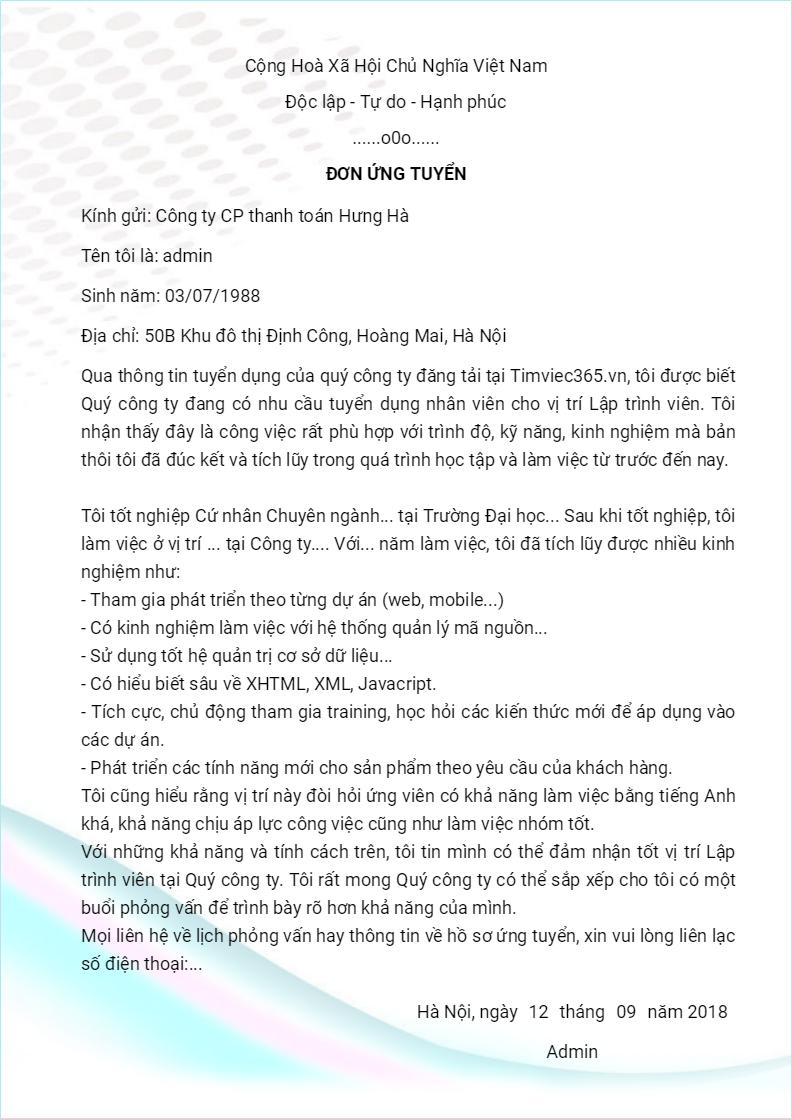 Cộng Hoà Xã Hội Chủ Nghĩa Việt Nam
Độc lập - Tự do - Hạnh phúc
......o0o......
ĐƠN ỨNG TUYỂN
Kính gửi: Công ty CP thanh toán Hưng Hà
Tên tôi là: admin
Sinh năm: 03/07/1988
Địa chỉ: 50B Khu đô thị Định Công, Hoàng Mai, Hà Nội
Qua thông tin tuyển dụng của quý công ty đăng tải tại Timviec365.vn, tôi được biết
Quý công ty đang có nhu cầu tuyển dụng nhân viên cho vị trí Lập trình viên. Tôi
nhận thấy đây là công việc rất phù hợp với trình độ, kỹ năng, kinh nghiệm mà bản
thôi tôi đã đúc kết và tích lũy trong quá trình học tập và làm việc từ trước đến nay.
Tôi tốt nghiệp Cứ nhân Chuyên ngành... tại Trường Đại học... Sau khi tốt nghiệp, tôi
làm việc ở vị trí ... tại Công ty.... Với... năm làm việc, tôi đã tích lũy được nhiều kinh
nghiệm như:
- Tham gia phát triển theo từng dự án (web, mobile...)
- Có kinh nghiệm làm việc với hệ thống quản lý mã nguồn...
- Sử dụng tốt hệ quản trị cơ sở dữ liệu...
- Có hiểu biết sâu về XHTML, XML, Javacript.
- Tích cực, chủ động tham gia training, học hỏi các kiến thức mới để áp dụng vào
các dự án.
- Phát triển các tính năng mới cho sản phẩm theo yêu cầu của khách hàng.
Tôi cũng hiểu rằng vị trí này đòi hỏi ứng viên có khả năng làm việc bằng tiếng Anh
khá, khả năng chịu áp lực công việc cũng như làm việc nhóm tốt.
Với những khả năng và tính cách trên, tôi tin mình có thể đảm nhận tốt vị trí Lập
trình viên tại Quý công ty. Tôi rất mong Quý công ty có thể sắp xếp cho tôi có một
buổi phỏng vấn để trình bày rõ hơn khả năng của mình.
Mọi liên hệ về lịch phỏng vấn hay thông tin về hồ sơ ứng tuyển, xin vui lòng liên lạc
số điện thoại:...
Hà Nội, ngày 12 tháng 09 năm 2018
Admin